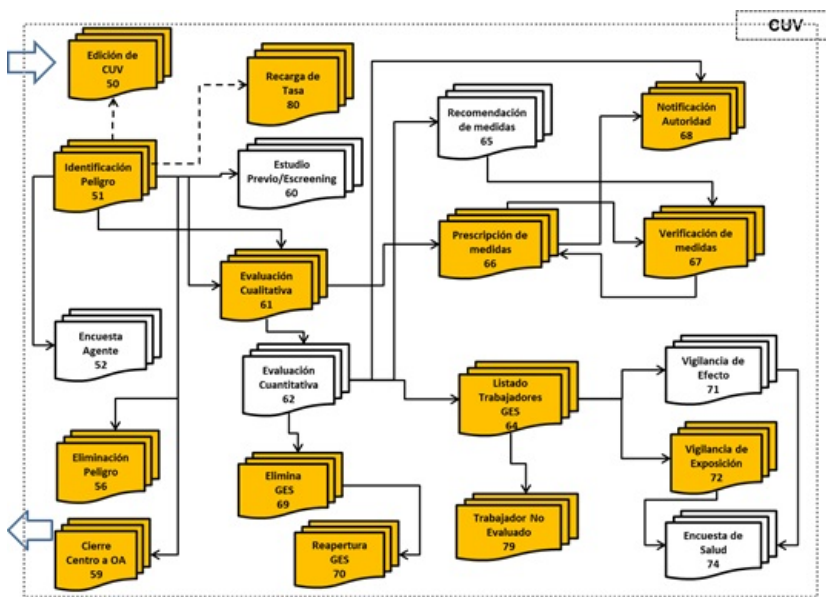 CUV
Edición de
CUV
50
Recarga de
Tasa
80
Recomendación
de medidas
65
Notificación
Autoridad
68
Identificación
Peligro
51
Estudio
Previo/Escreening
60
Evaluación
Cualitativa
61
Prescripción de
medidas
66
Verificación de
medidas
67
Encuesta
Agente
52
Evaluación
Cuantitativa
62
Listado
Trabajadores
GES
64
Vigilancia de
Efecto
71
Eliminación
Peligro
56
Elimina
GES
69
Vigilancia de
Exposición
72
Cierre
Centro a OA
59
Reapertura
GES
70
Trabajador No
Evaluado
79
Encuesta de
Salud
74